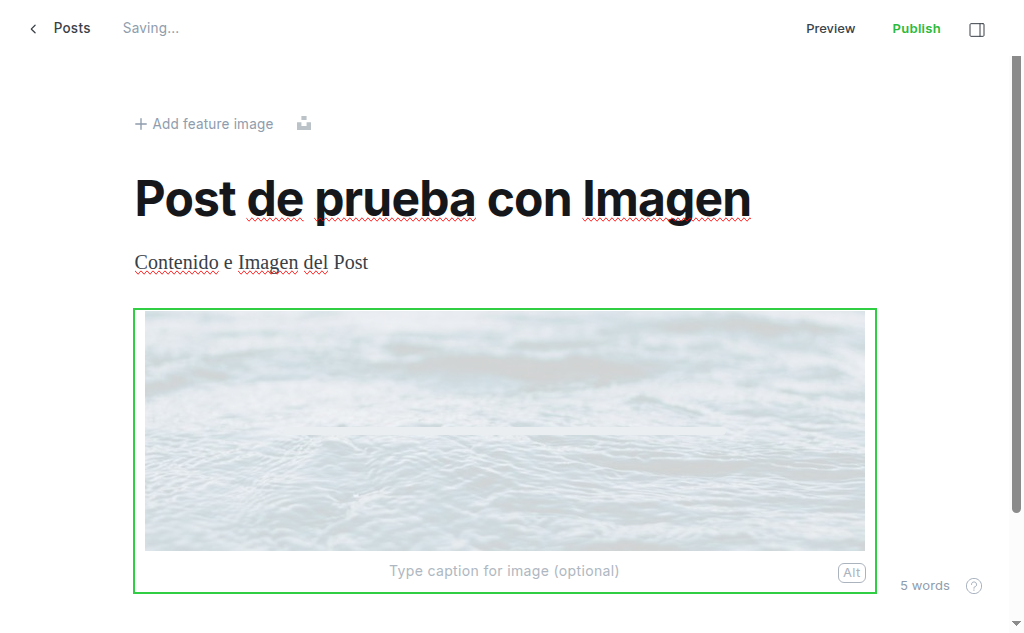 Posts
Saving...
Preview
Publish
Add feature image
Post de prueba con Imagen
Contenido e Imagen del Post
Type caption for image (optional)
Alt
5 words
?